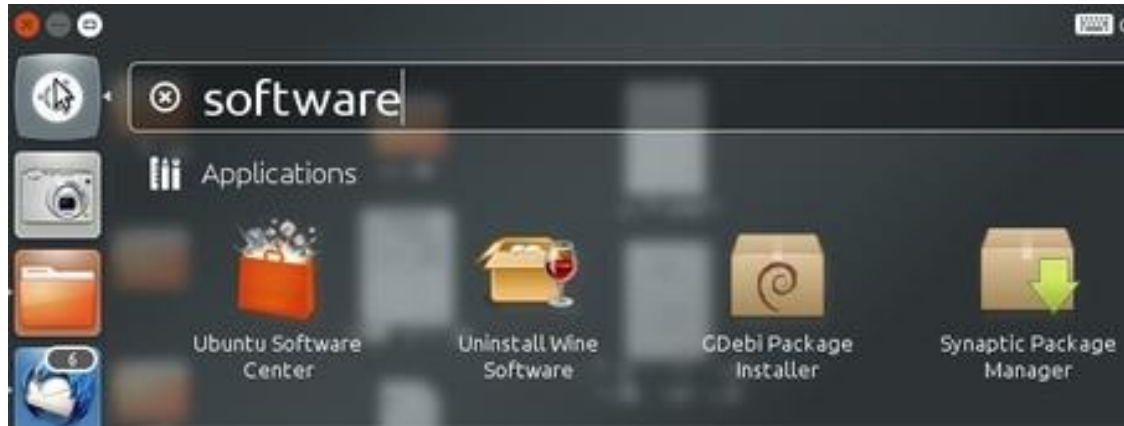 software
Applications
Ubuntu Software
Center
Uninstall Wine
Software
GDebi Package
Installer
Synaptic Package
Manager
6